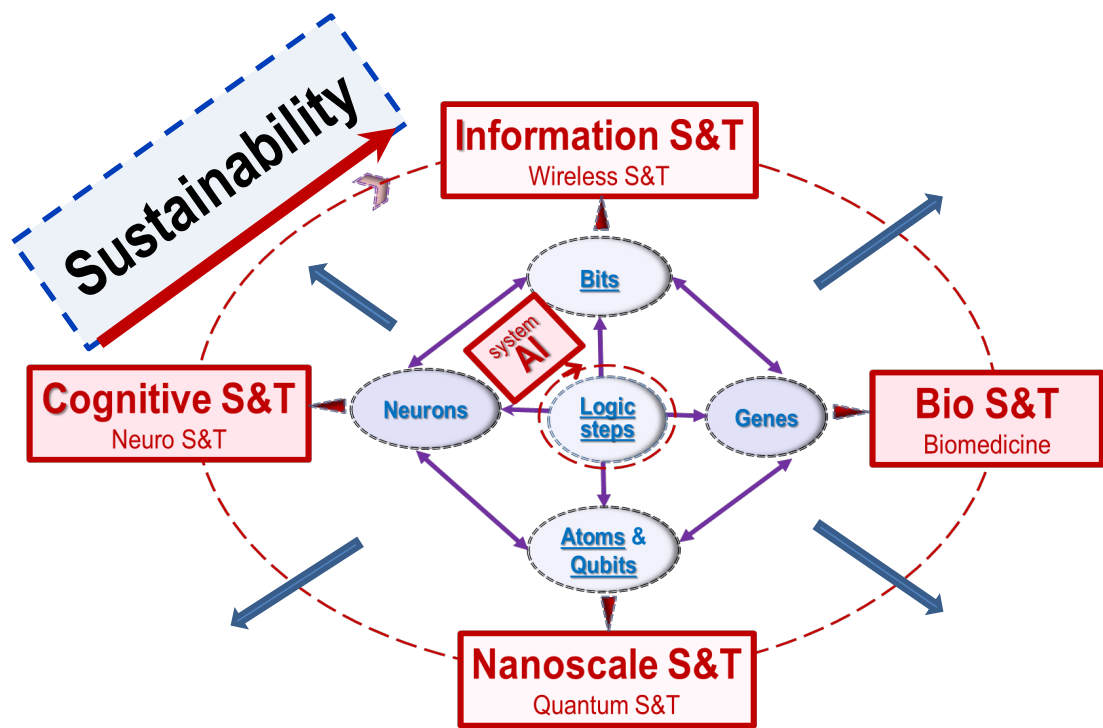 Sustainability
Information S&T
Wireless S&T
Bits
system
AI
Cognitive S&T
Neuro S&T
Neurons
Logic
steps
Genes
Bio S&T
Biomedicine
Atoms &
Qubits
Nanoscale S&T
Quantum S&T